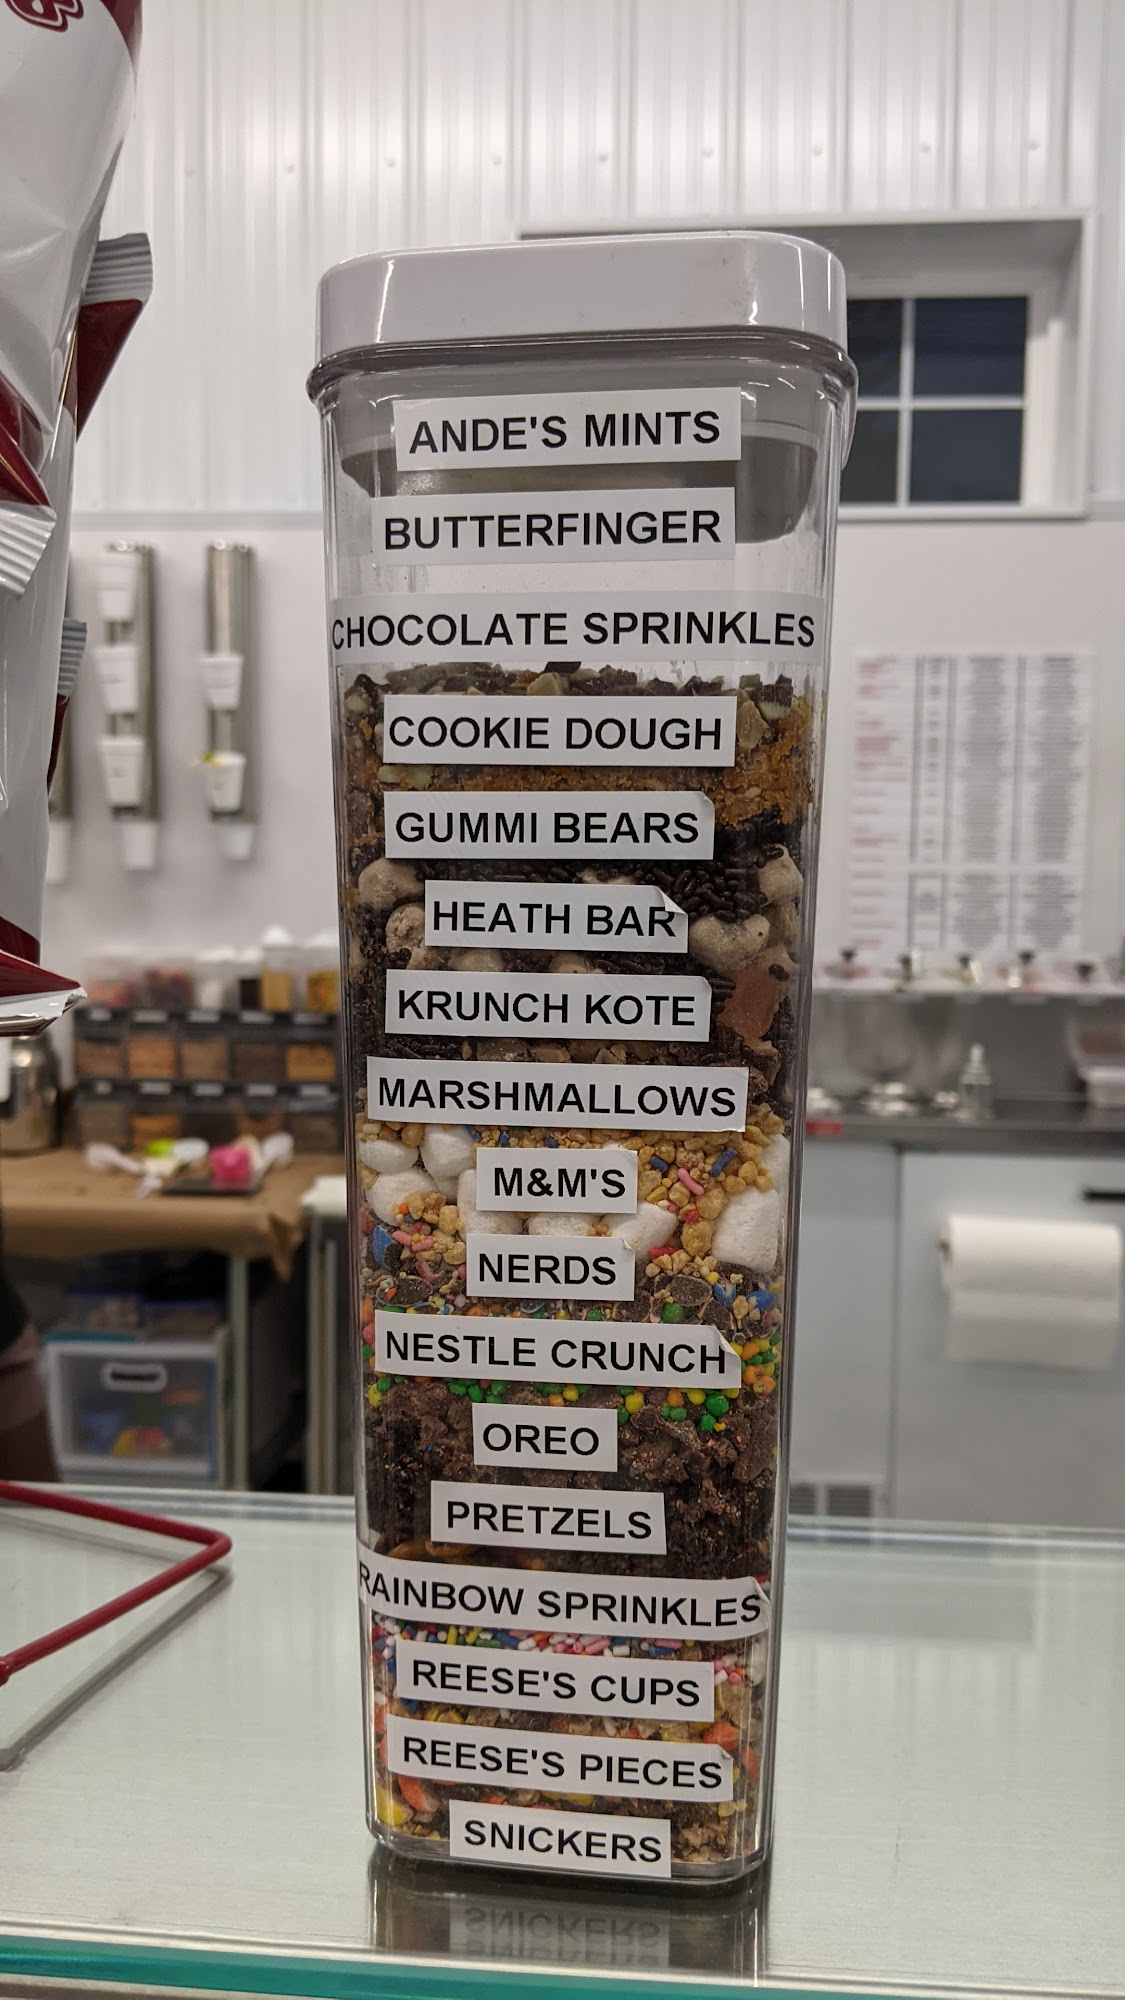 ANDE'S MINTS
BUTTERFINGER
CHOCOLATE SPRINKLES
COOKIE DOUGH
GUMMI BEARS
HEATH BAR
KRUNCH KOTE
MARSHMALLOWS
M&M'S
NERDS
NESTLE CRUNCH
OREO
PRETZELS
RAINBOW SPRINKLES
REESE'S CUPS
REESE'S PIECES
SNICKERS